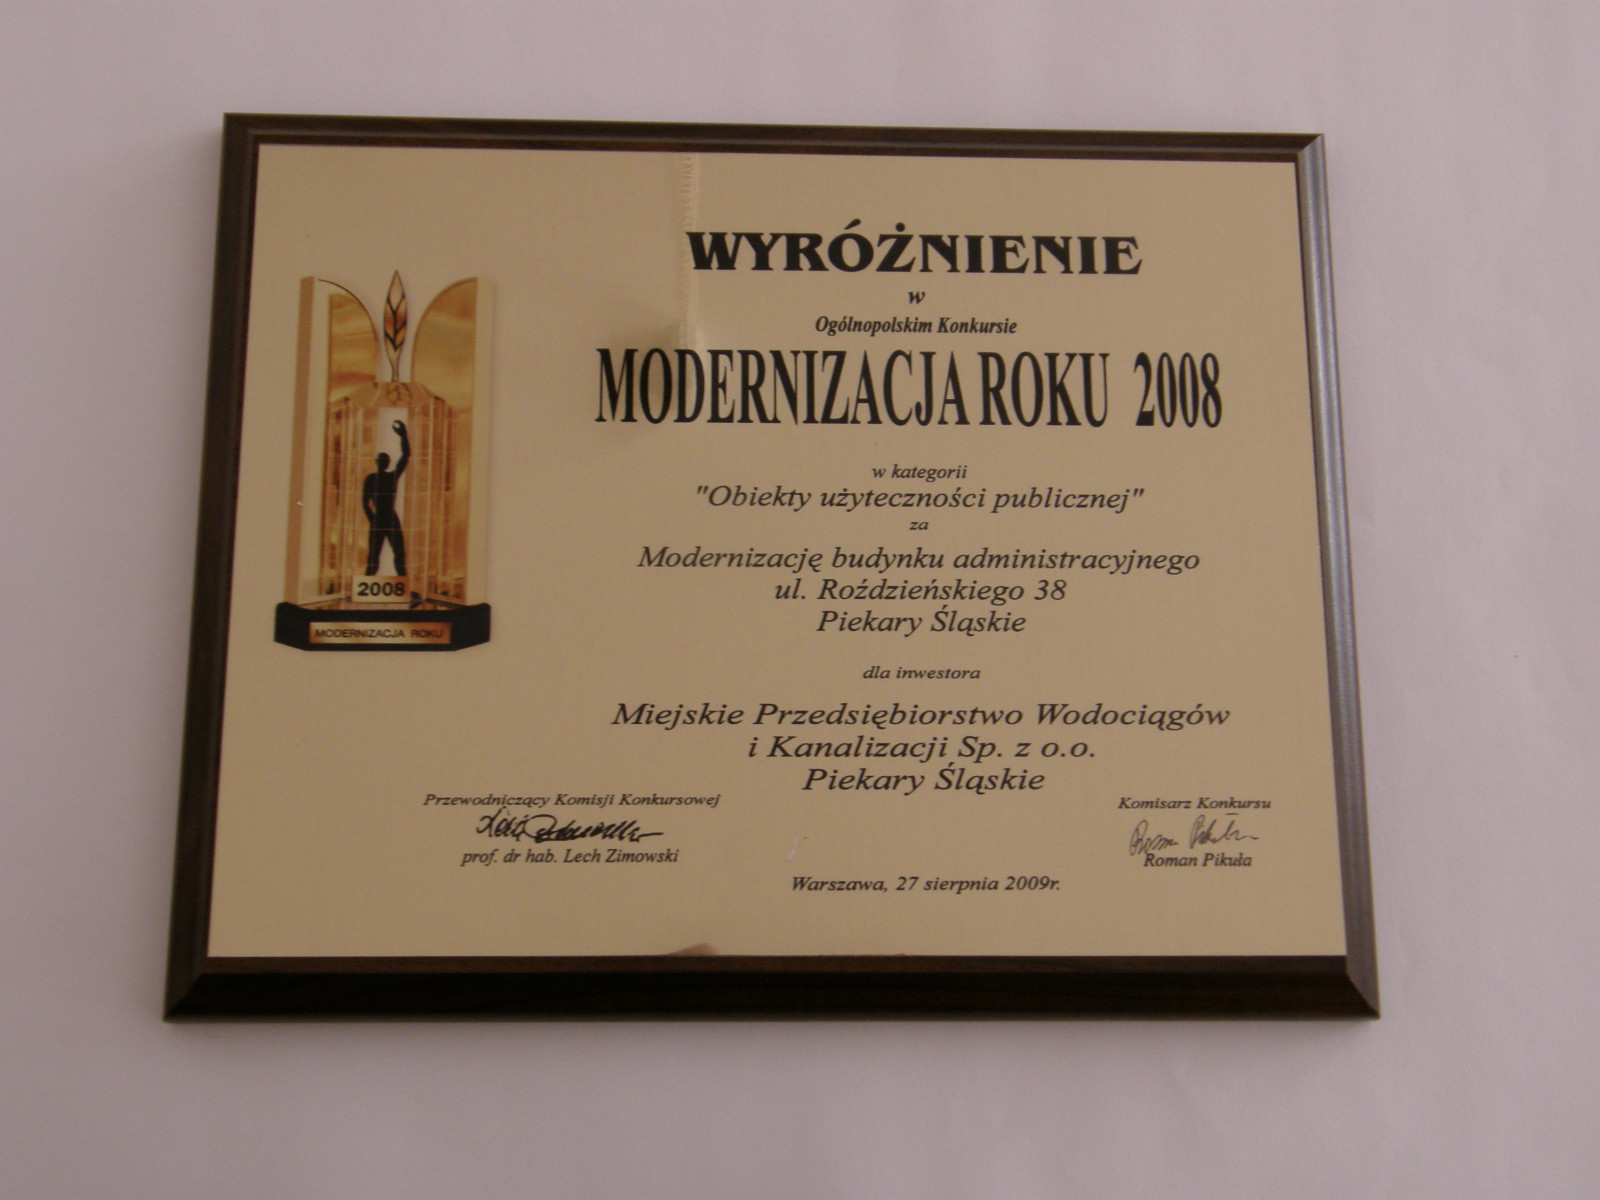 WYRÓŻNIENIE
w
Ogólnopolskim Konkursie
MODERNIZACJA ROKU 2008
w kategorii
"Obiekty użyteczności publicznej"
za
Modernizację budynku administracyjnego
ul. Roździeńskiego 38
Piekary Śląskie
dla inwestora
Miejskie Przedsiębiorstwo Wodociągów
i Kanalizacji Sp. z o.o.
Piekary Śląskie
Przewodniczący Komisji Konkursowej
prof. dr hab. Lech Zimowski
Komisarz Konkursu
Roman Pikuła
Warszawa, 27 sierpnia 2009r.
2008
MODERNIZACJA ROKU